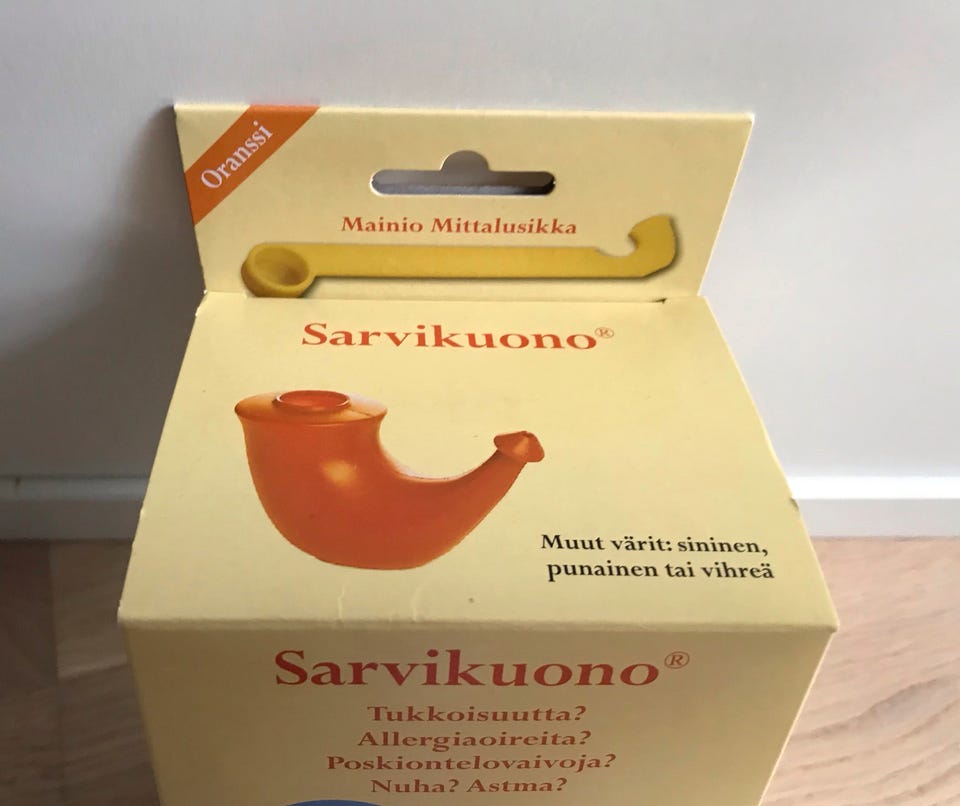 Oranssi
Mainio Mittalusikka
Sarvikuono®
Muut värit: sininen,
punainen tai vihreä
Sarvikuono®
Tukkoisuutta?
Allergiaoireita?
Poskiontelovaivoja?
Nuha? Astma?